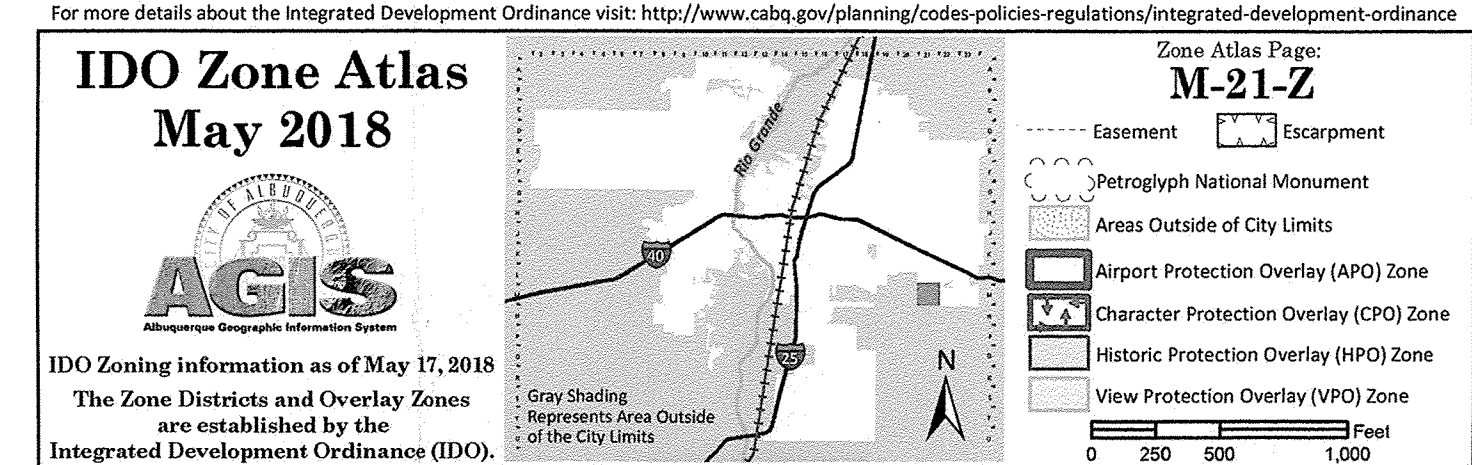 For more details about the Integrated Development Ordinance visit: http://www.cabq.gov/planning/codes-policies-regulations/integrated-development-ordinance
IDO Zone Atlas
May 2018
CITY OF ALBUQUERQUE
AGIS
Albuquerque Geographic Information System
IDO Zoning information as of May 17, 2018
The Zone Districts and Overlay Zones
are established by the
Integrated Development Ordinance (IDO).
Rio Grande
40
25
N
Gray Shading
Represents Area Outside
of the City Limits
Zone Atlas Page:
M-21-Z
Easement
Escarpment
Petroglyph National Monument
Areas Outside of City Limits
Airport Protection Overlay (APO) Zone
Character Protection Overlay (CPO) Zone
Historic Protection Overlay (HPO) Zone
View Protection Overlay (VPO) Zone
Feet
0 250 500 1,000